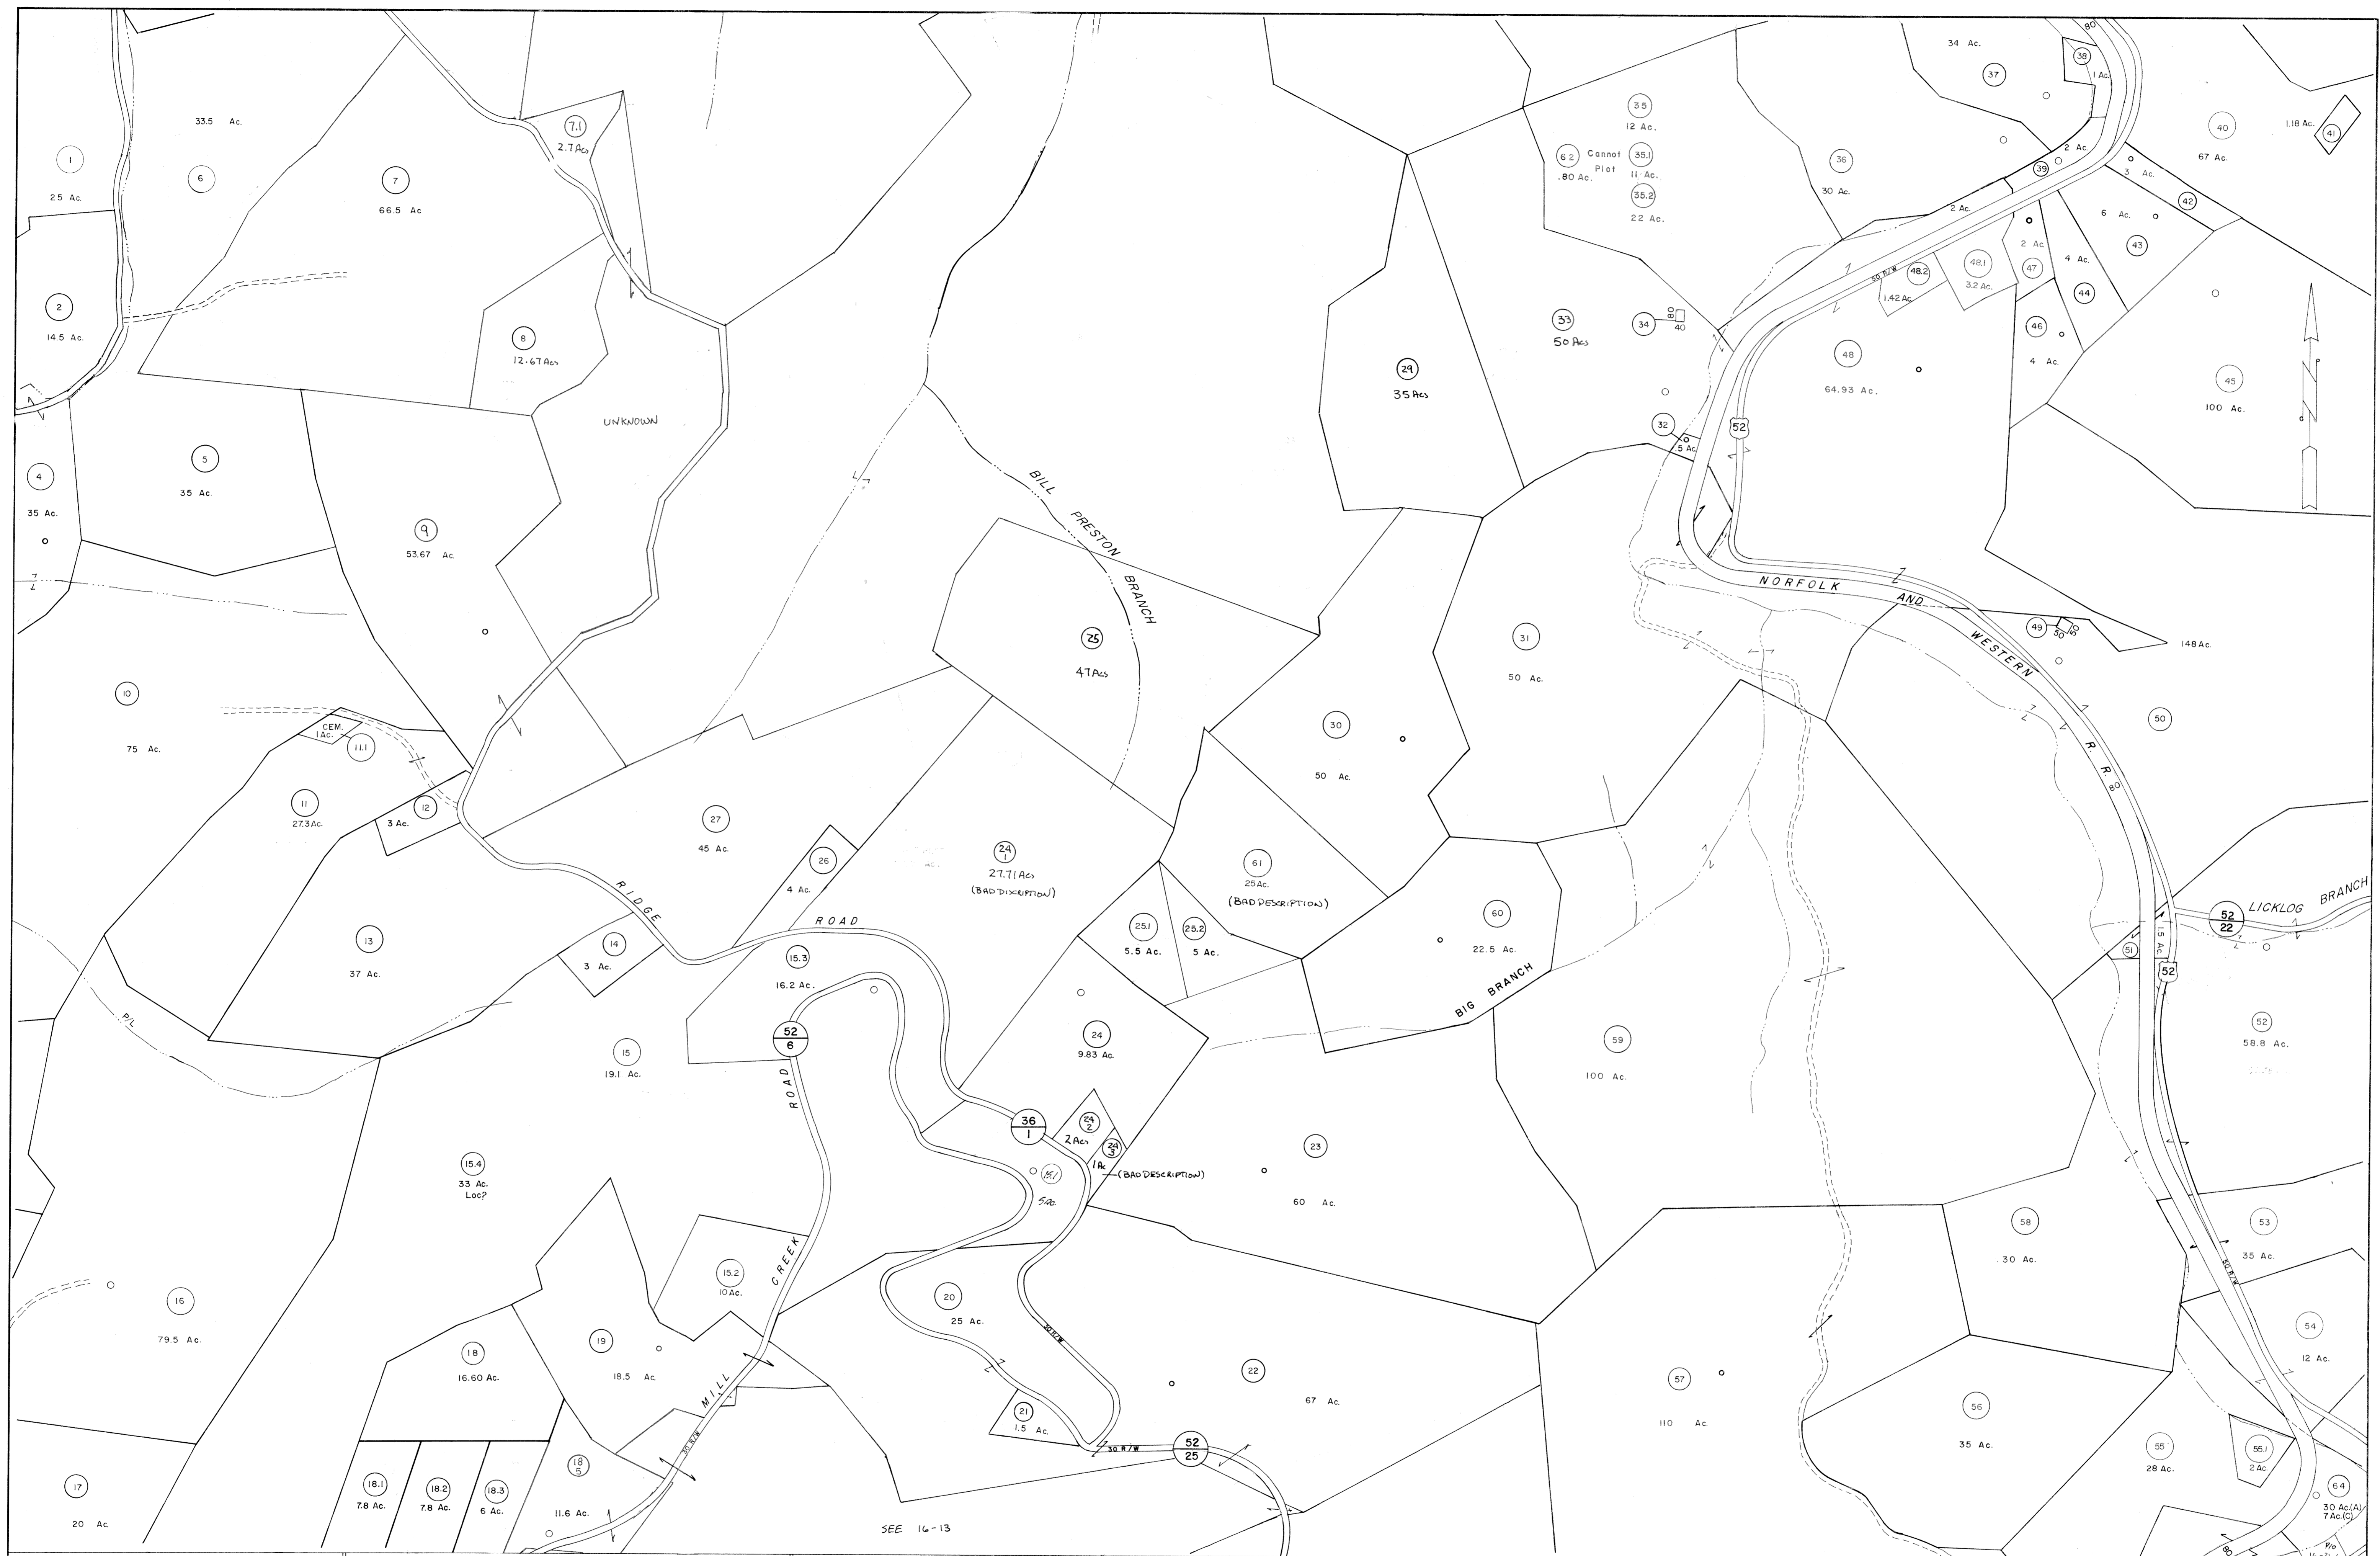 1
25 Ac.
33.5 Ac.
6
7
66.5 Ac
7.1
2.7 Acs
2
14.5 Ac.
8
12.67 Acs
UNKNOWN
4
35 Ac.
5
35 Ac.
9
53.67 Ac.
10
75 Ac.
CEM.
1 Ac.
11.1
11
27.3 Ac.
12
3 Ac.
13
37 Ac.
14
3 Ac.
P/L
RIDGE
ROAD
27
45 Ac.
26
4 Ac.
BILL
PRESTON
BRANCH
25
47 Acs
24
1
27.71 Acs
(BAD DISCRIPTION)
61
25 Ac.
(BAD DESCRIPTION)
25.1
5.5 Ac.
25.2
5 Ac.
30
50 Ac.
31
50 Ac.
29
35 Acs
33
50 Acs
34
80
40
32
.5 Ac
35
12 Ac.
62 Cannot 35.1
.80 Ac. Plot 11 Ac.
35.2
22 Ac.
36
30 Ac.
34 Ac.
37
38
1 Ac.
80
39
2 Ac.
2 Ac.
40
67 Ac.
1.18 Ac.
41
3 Ac.
42
6 Ac.
43
4 Ac.
44
2 Ac
47
46
4 Ac.
45
100 Ac.
50 R/W
48.2
1.42 Ac.
48.1
3.2 Ac.
48
64.93 Ac.
52
NORFOLK
AND
WESTERN
R.
R.
80
49
50
50
148 Ac.
50
LICKLOG BRANCH
52
22
51
1.5 Ac.
52
52
58.8 Ac.
60
22.5 Ac.
BIG BRANCH
59
100 Ac.
24
9.83 Ac.
24
2
2 Acs
24
3
1 Ac
(BAD DESCRIPTION)
36
1
15.1
5 Ac.
15.3
16.2 Ac.
52
6
ROAD
CREEK
MILL
30 R/W
15
19.1 Ac.
15.4
33 Ac.
Loc?
15.2
10 Ac.
16
79.5 Ac.
17
20 Ac.
18
16.60 Ac.
18.1
7.8 Ac.
18.2
7.8 Ac.
18.3
6 Ac.
18
5
11.6 Ac.
19
18.5 Ac
20
25 Ac.
30 R/W
21
1.5 Ac.
30 R/W
52
25
SEE 16-13
22
67 Ac.
23
60 Ac.
57
110 Ac.
58
30 Ac.
53
35 Ac.
50 R/W
54
12 Ac.
56
35 Ac.
55
28 Ac.
55.1
2 Ac.
64
30 Ac.(A)
7 Ac.(C)
P/o
80